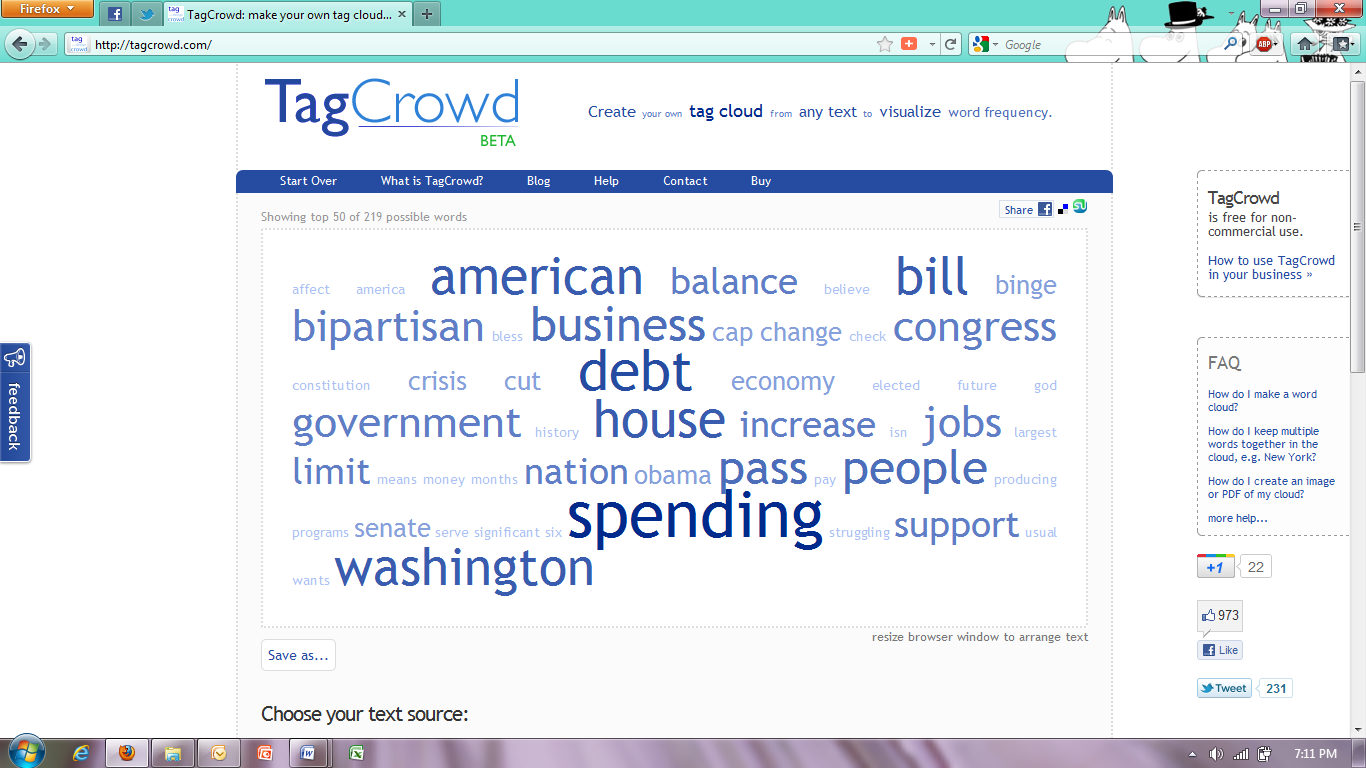 Firefox
TagCrowd: make your own tag cloud...
http://tagcrowd.com/
Google
ABP
TagCrowd
BETA
Create your own tag cloud from any text to visualize word frequency.
Start Over What is TagCrowd? Blog Help Contact Buy
Showing top 50 of 219 possible words
Share
affect america american balance believe bill binge
bipartisan bless business cap change check congress
constitution crisis cut debt economy elected future god
government history house increase isn jobs largest
limit means money months nation obama pass pay people producing
programs senate serve significant six spending struggling support usual
wants washington
resize browser window to arrange text
Save as...
Choose your text source:
feedback
TagCrowd
is free for non-
commercial use.
How to use TagCrowd
in your business »
FAQ
How do I make a word
cloud?
How do I keep multiple
words together in the
cloud, e.g. New York?
How do I create an image
or PDF of my cloud?
more help...
+1 22
973
Like
Tweet 231
7:11 PM